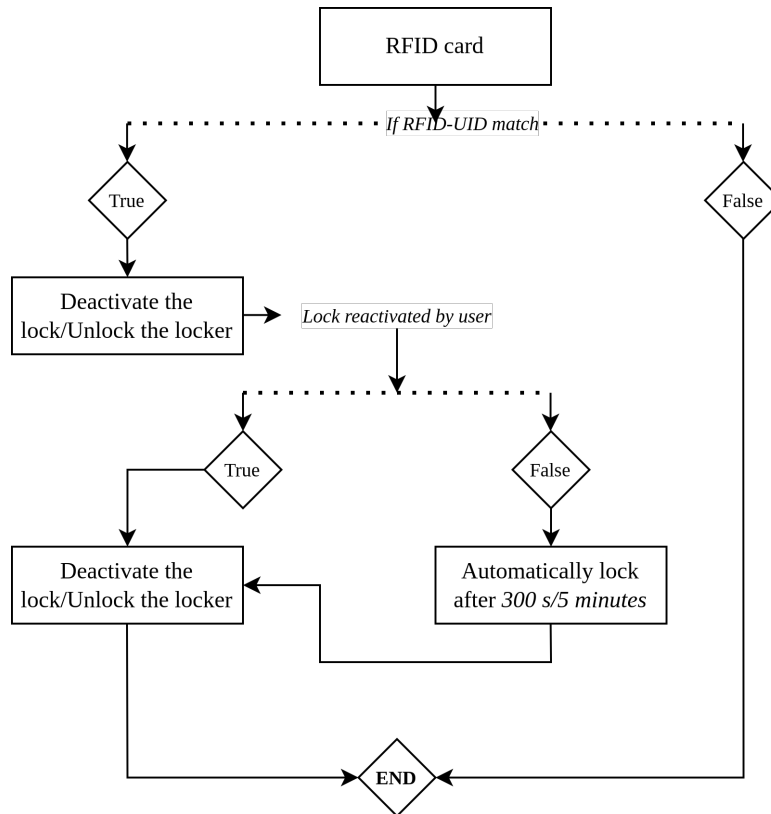 RFID card
If RFID-UID match
True
False
Deactivate the
lock/Unlock the locker
Lock reactivated by user
True
False
Deactivate the
lock/Unlock the locker
Automatically lock
after 300 s/5 minutes
END